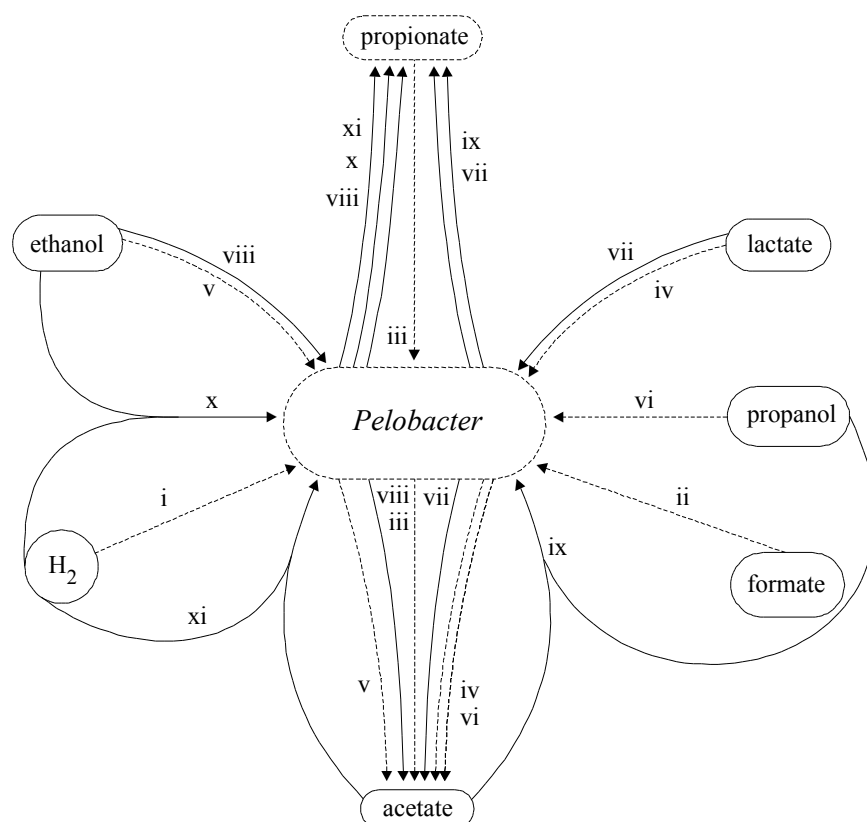 propionate
xi
ix
x
vii
viii
ethanol
viii
v
vii
lactate
iv
iii
x
Pelobacter
vi
propanol
i
viii
vii
ii
iii
ix
H2
formate
xi
v
iv
vi
acetate